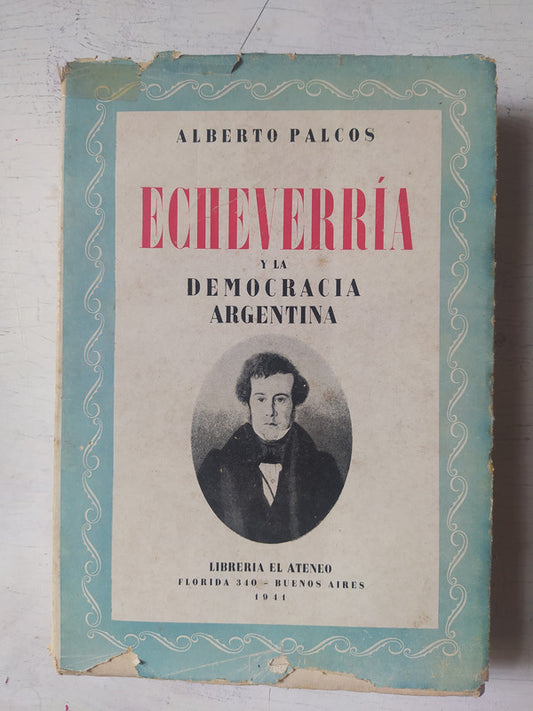 ALBERTO PALCOS
ECHEVERRÍA
Y LA
DEMOCRACIA
ARGENTINA
LIBRERIA EL ATENEO
FLORIDA 340 - BUENOS AIRES
1941